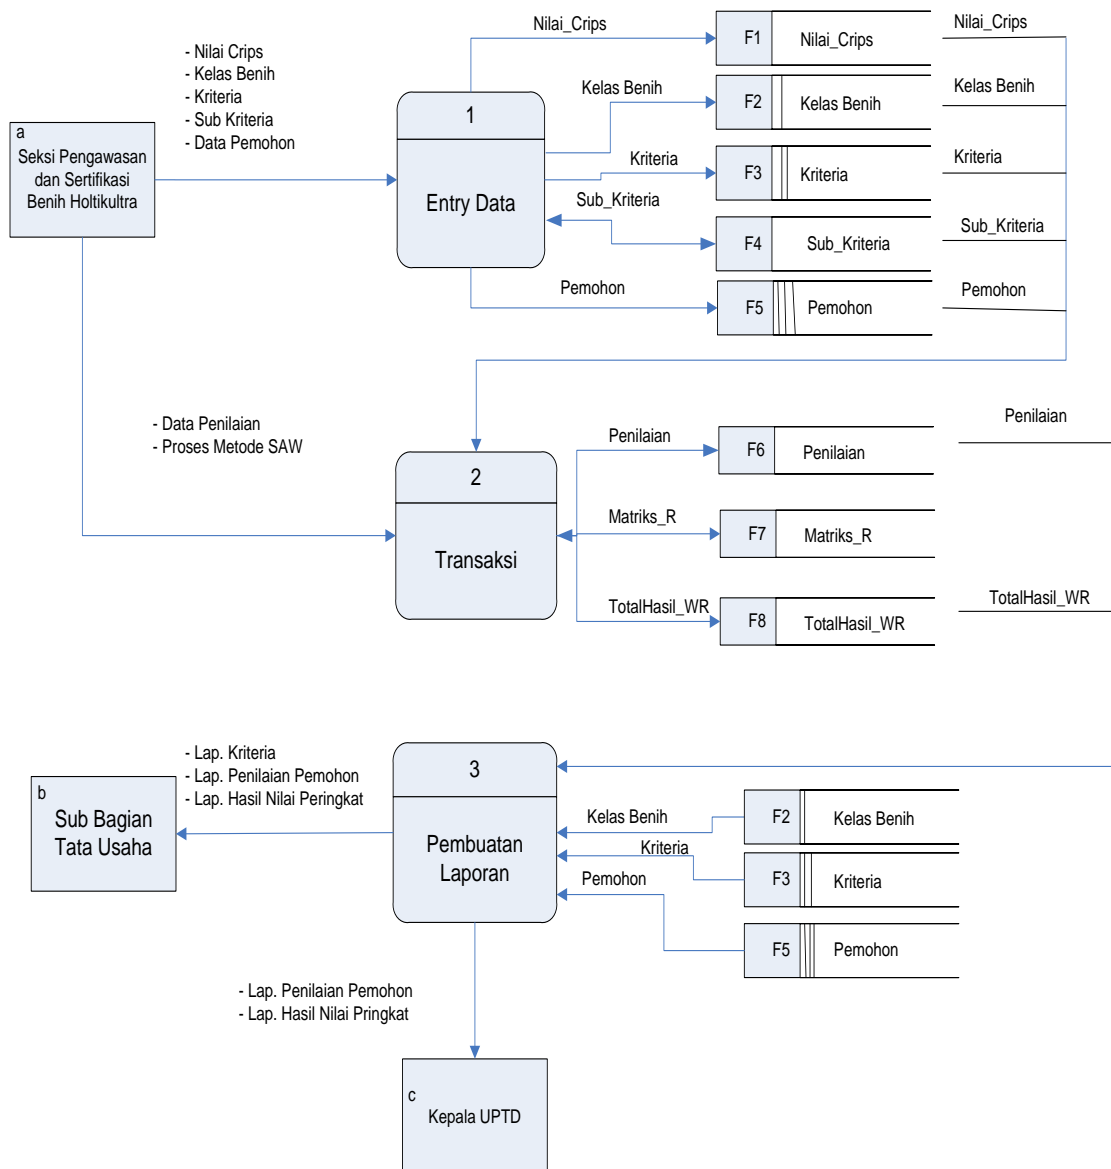 - Nilai Crips
- Kelas Benih
- Kriteria
- Sub Kriteria
- Data Pemohon
a
Seksi Pengawasan
dan Sertifikasi
Benih Holtikultra
1
Entry Data
Nilai_Crips
Kelas Benih
Kriteria
Sub_Kriteria
Pemohon
F1
Nilai_Crips
F2
Kelas Benih
F3
Kriteria
F4
Sub_Kriteria
F5
Pemohon
Nilai_Crips
Kelas Benih
Kriteria
Sub_Kriteria
Pemohon
- Data Penilaian
- Proses Metode SAW
2
Transaksi
Penilaian
Matriks_R
TotalHasil_WR
F6
Penilaian
F7
Matriks_R
F8
TotalHasil_WR
Penilaian
TotalHasil_WR
- Lap. Kriteria
- Lap. Penilaian Pemohon
- Lap. Hasil Nilai Peringkat
b
Sub Bagian
Tata Usaha
3
Pembuatan
Laporan
Kelas Benih
Kriteria
Pemohon
F2
Kelas Benih
F3
Kriteria
F5
Pemohon
- Lap. Penilaian Pemohon
- Lap. Hasil Nilai Pringkat
c
Kepala UPTD